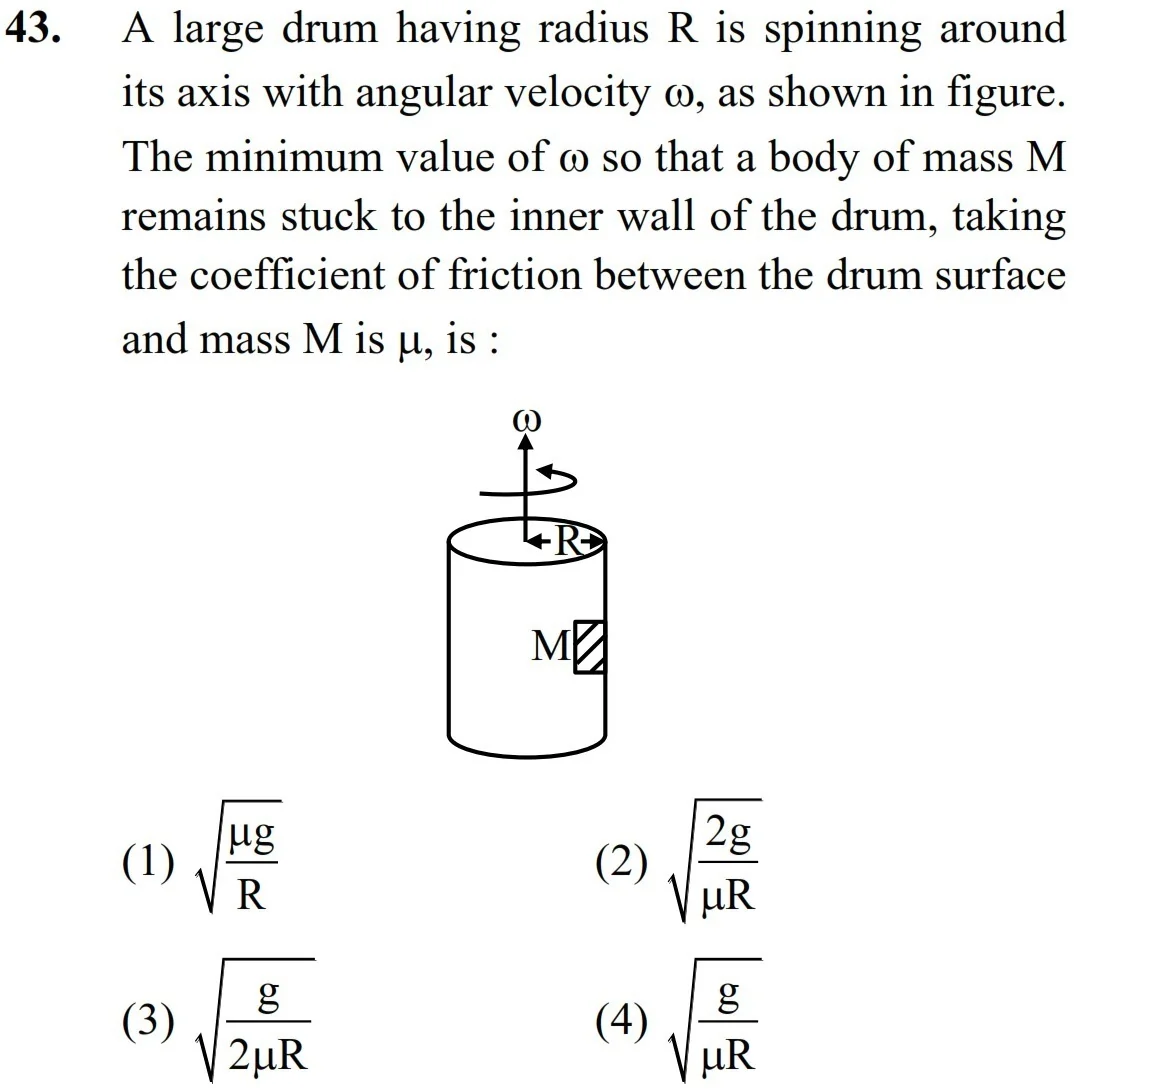 43. A large drum having radius R is spinning around
its axis with angular velocity ω, as shown in figure.
The minimum value of ω so that a body of mass M
remains stuck to the inner wall of the drum, taking
the coefficient of friction between the drum surface
and mass M is μ, is :
ω
R
M
(1) √(μg/R) (2) √(2g/μR)
(3) √(g/2μR) (4) √(g/μR)